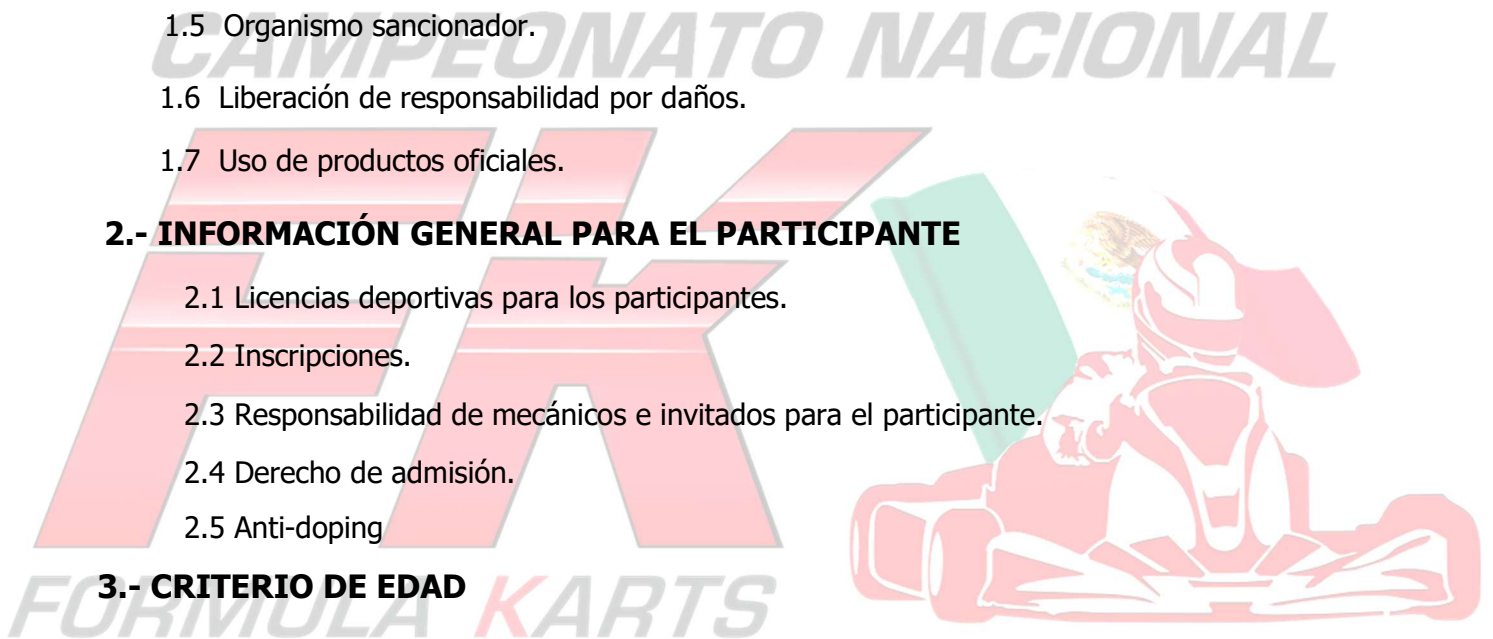 CAMPEONATO NACIONAL
1.5 Organismo sancionador.
1.6 Liberación de responsabilidad por daños.
1.7 Uso de productos oficiales.
FK
2.- INFORMACIÓN GENERAL PARA EL PARTICIPANTE
2.1 Licencias deportivas para los participantes.
2.2 Inscripciones.
2.3 Responsabilidad de mecánicos e invitados para el participante.
2.4 Derecho de admisión.
2.5 Anti-doping
3.- CRITERIO DE EDAD
FORMULA KARTS